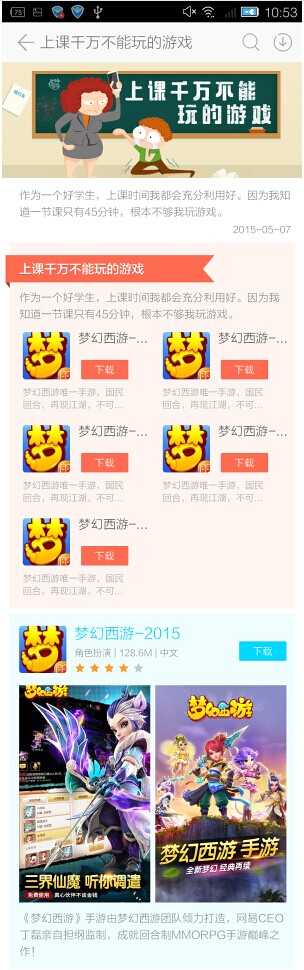 75
10:53
上课千万不能玩的游戏
上课千万不能
玩的游戏
作为一个好学生，上课时间我都会充分利用好。因为我知
道一节课只有45分钟，根本不够我玩游戏。
2015-05-07
上课千万不能玩的游戏
作为一个好学生，上课时间我都会充分利用好。因为我
知道一节课只有45分钟，根本不够我玩游戏。
梦幻西游-...
下载
梦幻西游唯一手游，国民
回合，再现江湖，不可...
梦幻西游-...
下载
梦幻西游唯一手游，国民
回合，再现江湖，不可...
梦幻西游-...
下载
梦幻西游唯一手游，国民
回合，再现江湖，不可...
梦幻西游-...
下载
梦幻西游唯一手游，国民
回合，再现江湖，不可...
梦幻西游-...
下载
梦幻西游唯一手游，国民
回合，再现江湖，不可...
梦幻西游-2015
角色扮演 | 128.6M | 中文
下载
梦幻西游
三界仙魔 听你调遣
免费使用 真心伙伴不杀金钱
梦幻西游
梦幻西游 手游
全新梦幻 经典再续
《梦幻西游》手游由梦幻西游团队倾力打造，网易CEO
丁磊亲自担纲监制，成就回合制MMORPG手游巅峰之
作！